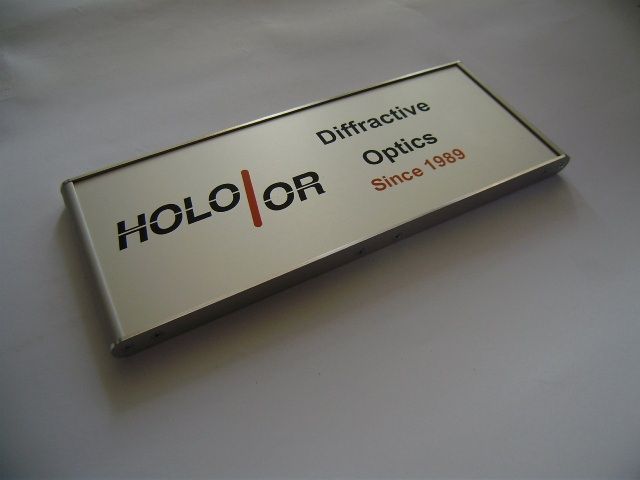 HOLO|OR
Diffractive
Optics
Since 1989